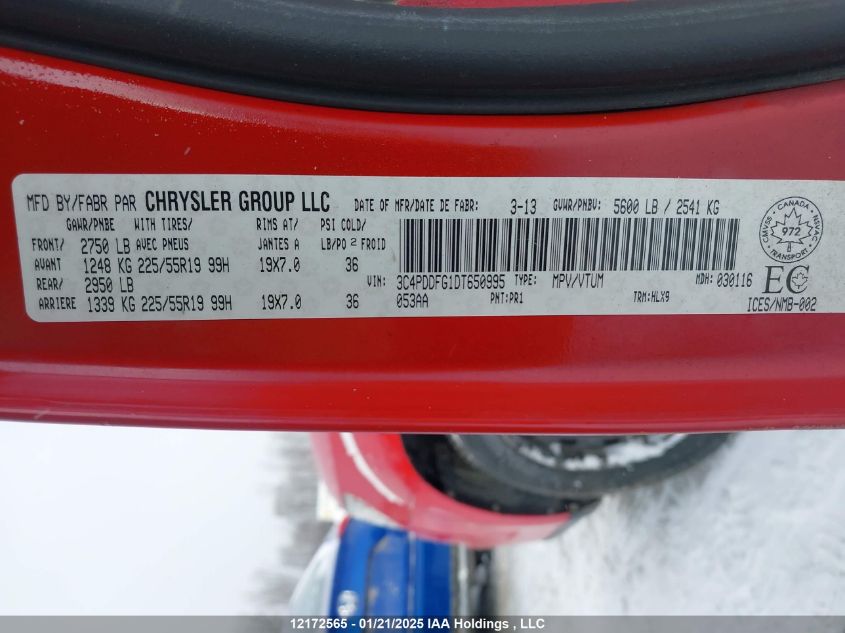 MFD BY/FABR PAR CHRYSLER GROUP LLC DATE OF MFR/DATE DE FABR: 3-13 GVWR/PNBV: 5600 LB / 2541 KG
GAWR/PNBE WITH TIRES/ RIMS AT/ PSI COLD/
FRONT/ 2750 LB AVEC PNEUS JANTES A LB/PO 2 FROID
AVANT 1248 KG 225/55R19 99H 19X7.0 36 VIN: 3C4PDDFG1DT650995 TYPE: MPV/VTUM MDH: 030116
REAR/ 2950 LB
ARRIERE 1339 KG 225/55R19 99H 19X7.0 36 053AA PNT:PR1 TRM:HLX9 ICES/NMB-002
CMVSS CANADA NSVAC
972
8
TRANSPORT
EC
12172565 - 01/21/2025 IAA Holdings , LLC